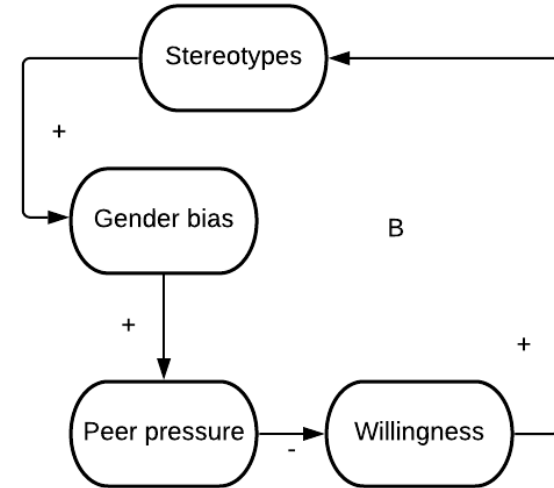 Stereotypes
+
Gender bias
B
+
+
Peer pressure
-
Willingness